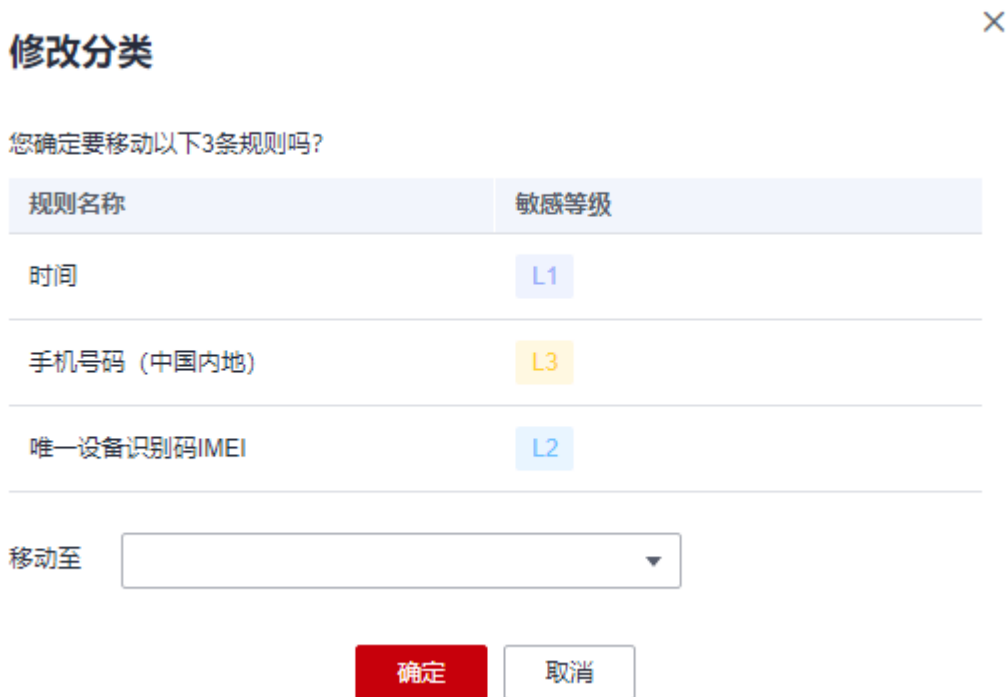 修改分类
您确定要移动以下3条规则吗?
规则名称 敏感等级
时间 L1
手机号码（中国内地） L3
唯一设备识别码IMEI L2
移动至
确定 取消